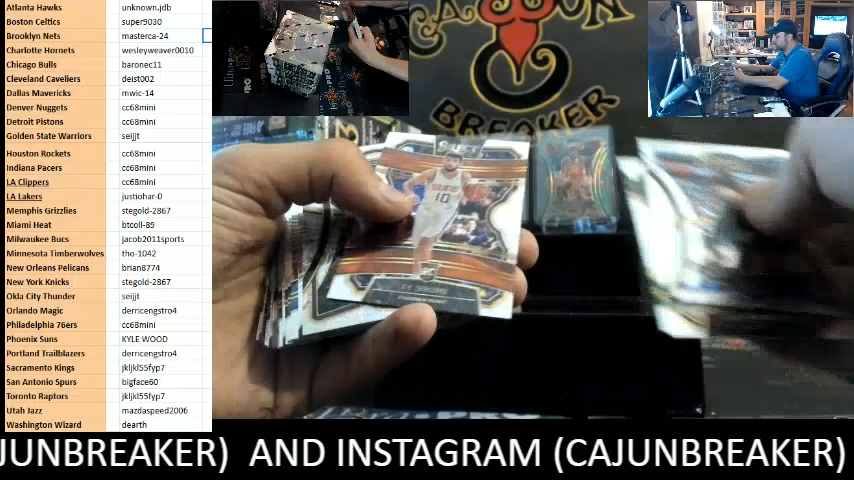 Atlanta Hawks unknown.jdb
Boston Celtics super9030
Brooklyn Nets masterca-24
Charlotte Hornets wesleyweaver0010
Chicago Bulls baronec11
Cleveland Cavaliers deist002
Dallas Mavericks mwic-14
Denver Nuggets cc68mini
Detroit Pistons cc68mini
Golden State Warriors seijjt
Houston Rockets cc68mini
Indiana Pacers cc68mini
LA Clippers cc68mini
LA Lakers justiohar-0
Memphis Grizzlies stegold-2867
Miami Heat btcoll-89
Milwaukee Bucs jacob2011sports
Minnesota Timberwolves tho-1042
New Orleans Pelicans brian8774
New York Knicks stegold-2867
Okla City Thunder seijjt
Orlando Magic derricengstro4
Philadelphia 76ers cc68mini
Phoenix Suns KYLE WOOD
Portland Trailblazers derricengstro4
Sacramento Kings jkljkl55fyp7
San Antonio Spurs bigface60
Toronto Raptors jkljkl55fyp7
Utah Jazz mazdaspeed2006
Washington Wizard dearth
CAJUN
BREAKER
SELECT
10
JUNBREAKER) AND INSTAGRAM (CAJUNBREAKER)